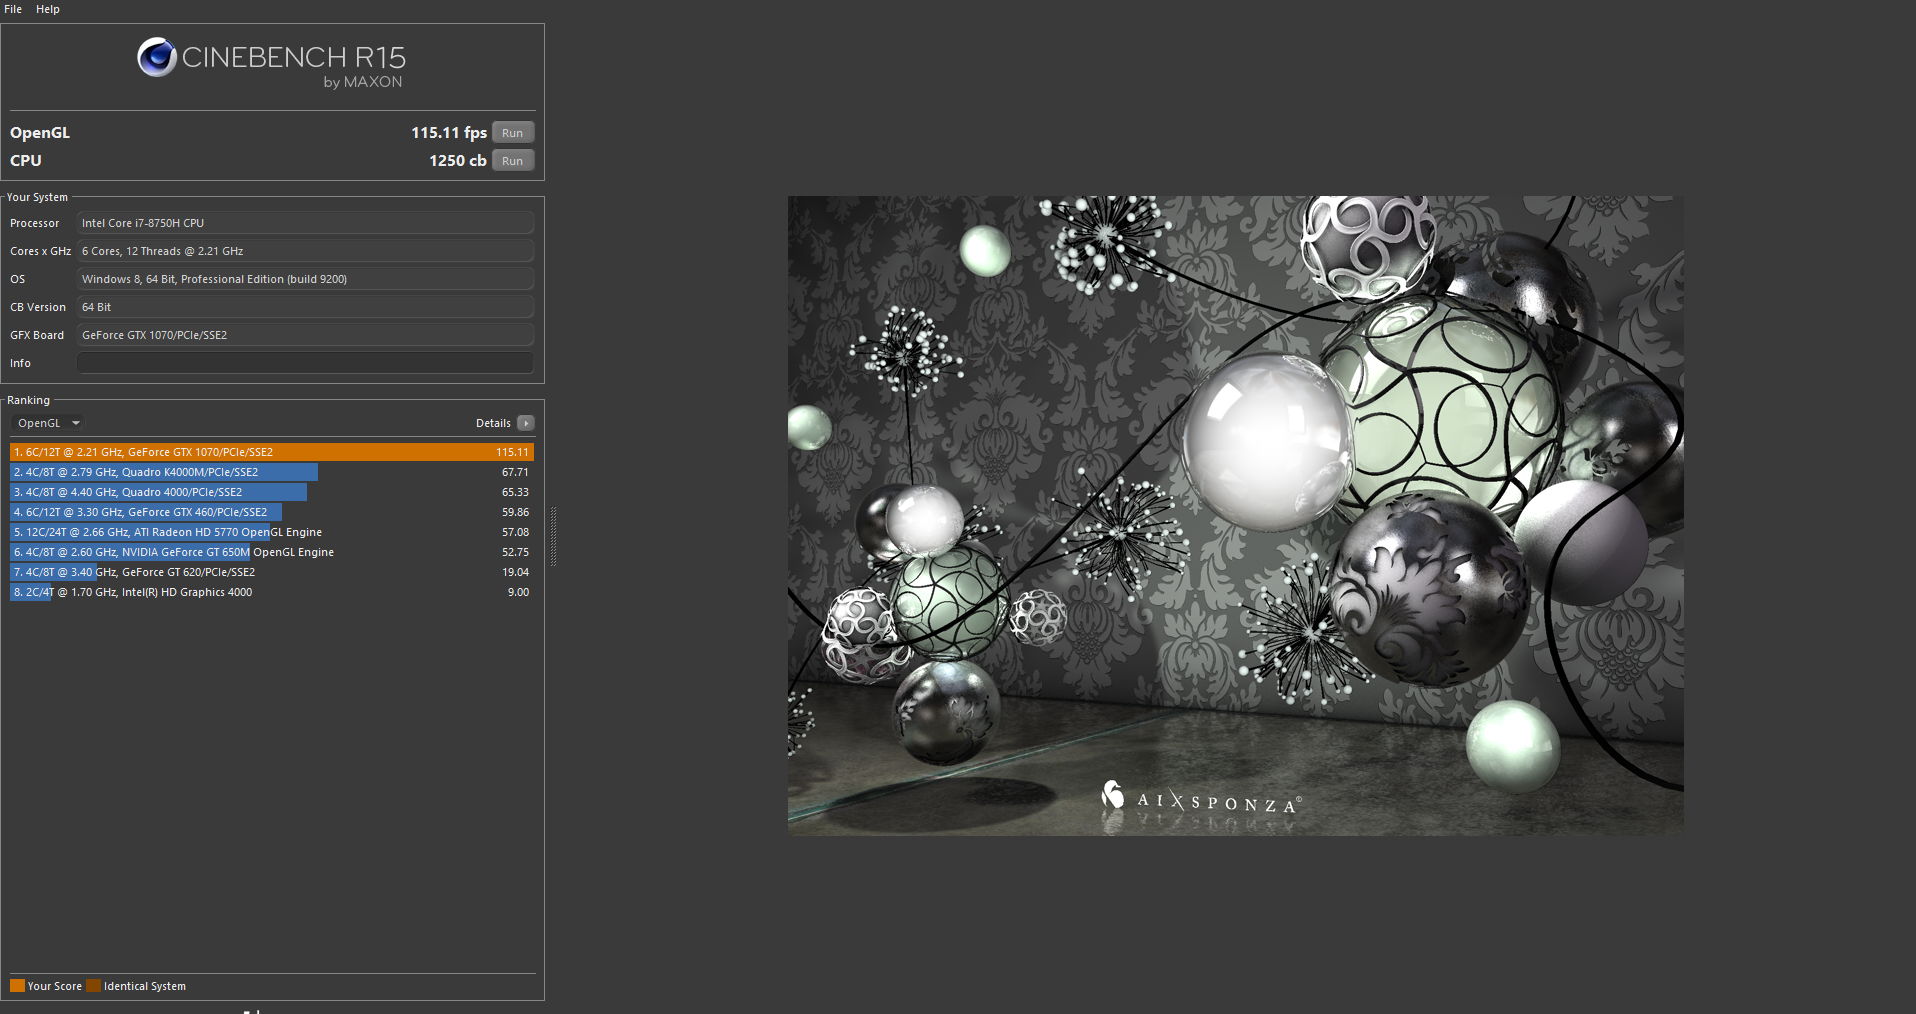 File Help
CINEBENCH R15
by MAXON
OpenGL 115.11 fps Run
CPU 1250 cb Run
Your System
Processor Intel Core i7-8750H CPU
Cores x GHz 6 Cores, 12 Threads @ 2.21 GHz
OS Windows 8, 64 Bit, Professional Edition (build 9200)
CB Version 64 Bit
GFX Board GeForce GTX 1070/PCIe/SSE2
Info
Ranking
OpenGL Details
1. 6C/12T @ 2.21 GHz, GeForce GTX 1070/PCIe/SSE2 115.11
2. 4C/8T @ 2.79 GHz, Quadro K4000M/PCIe/SSE2 67.71
3. 4C/8T @ 4.40 GHz, Quadro 4000/PCIe/SSE2 65.33
4. 6C/12T @ 3.30 GHz, GeForce GTX 460/PCIe/SSE2 59.86
5. 12C/24T @ 2.66 GHz, ATI Radeon HD 5770 OpenGL Engine 57.08
6. 4C/8T @ 2.60 GHz, NVIDIA GeForce GT 650M OpenGL Engine 52.75
7. 4C/8T @ 3.40 GHz, GeForce GT 620/PCIe/SSE2 19.04
8. 2C/4T @ 1.70 GHz, Intel(R) HD Graphics 4000 9.00
Your Score Identical System
AIXSPONZA®